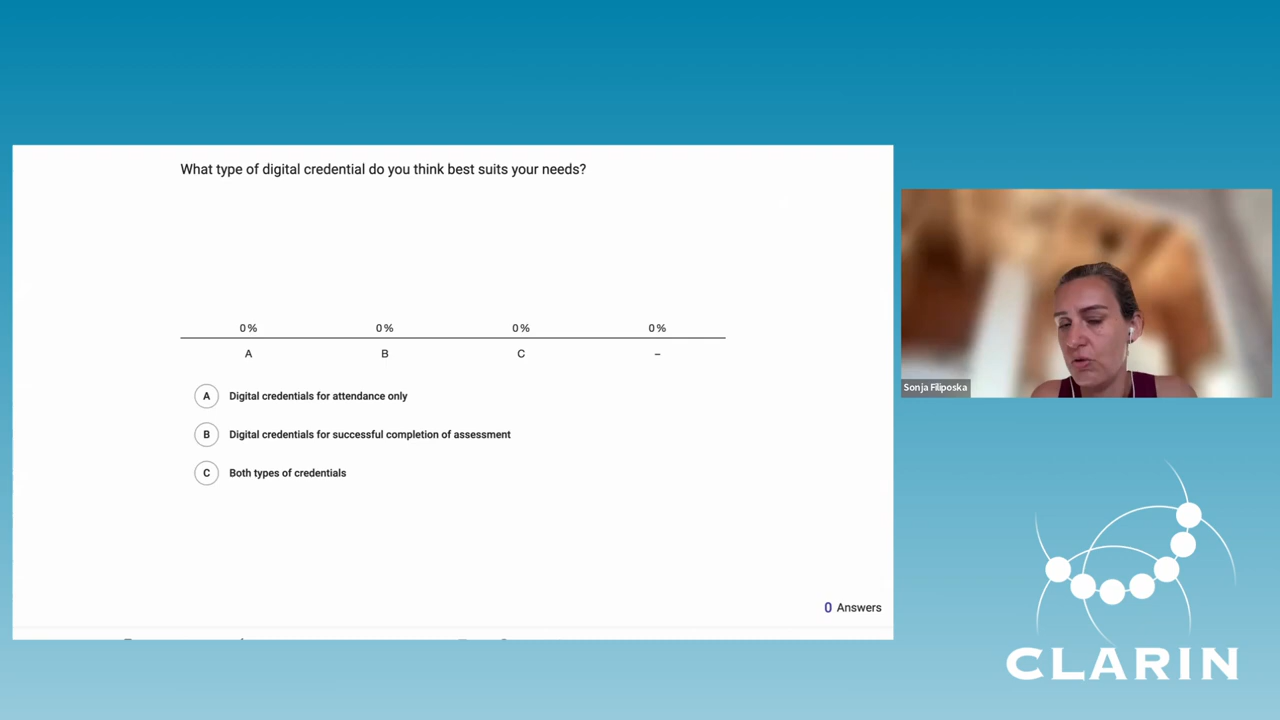 What type of digital credential do you think best suits your needs?
0% 0% 0% 0%
A B C –
A Digital credentials for attendance only
B Digital credentials for successful completion of assessment
C Both types of credentials
0 Answers
Sonja Filiposka
CLARIN